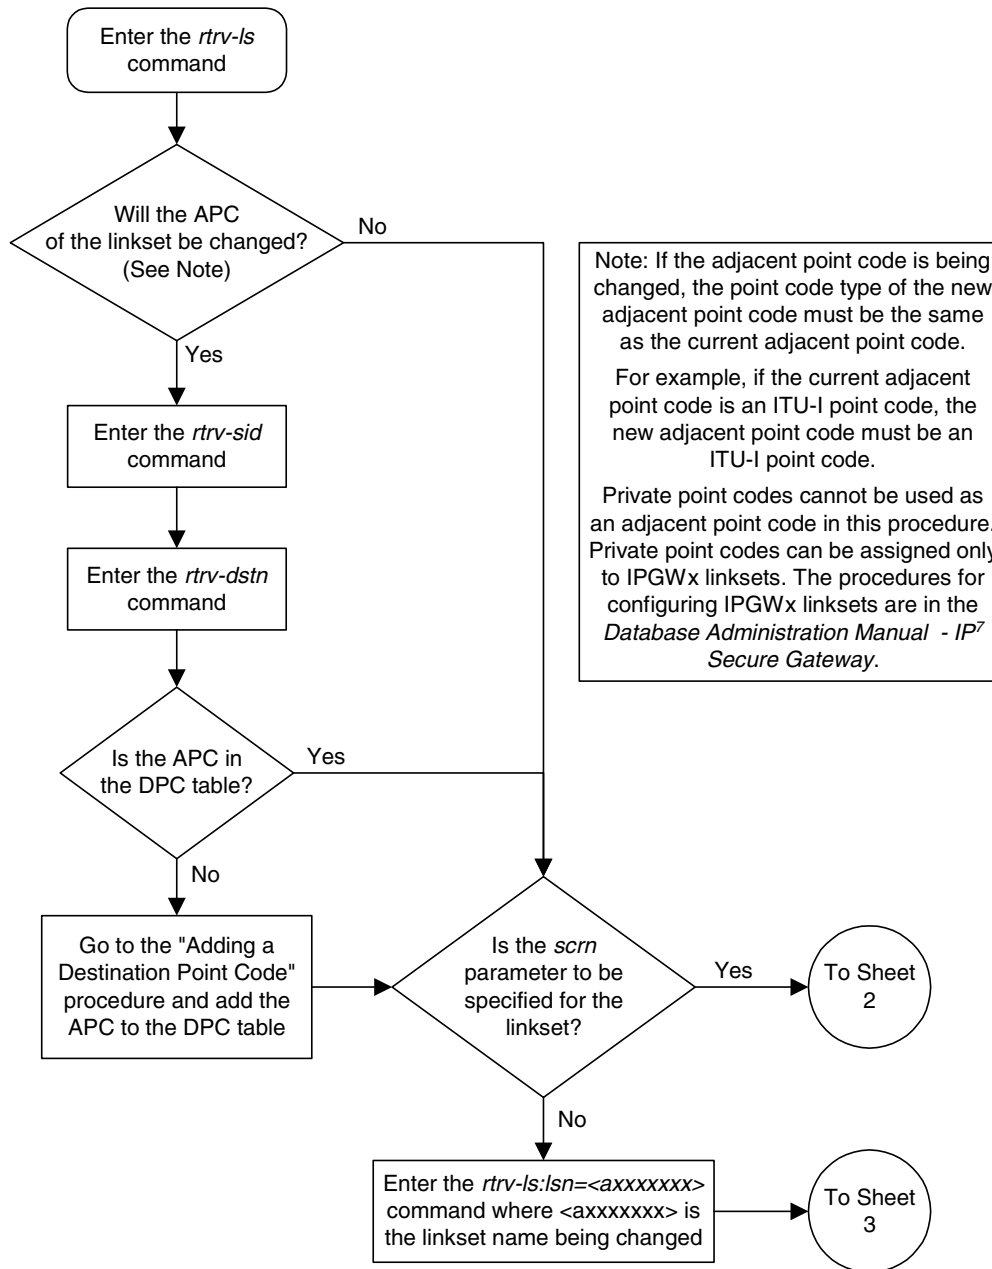 Enter the rtrv-ls
command
Will the APC
of the linkset be changed?
(See Note)
No
Yes
Note: If the adjacent point code is being
changed, the point code type of the new
adjacent point code must be the same
as the current adjacent point code.
For example, if the current adjacent
point code is an ITU-I point code, the
new adjacent point code must be an
ITU-I point code.
Private point codes cannot be used as
an adjacent point code in this procedure.
Private point codes can be assigned only
to IPGWx linksets. The procedures for
configuring IPGWx linksets are in the
Database Administration Manual - IP7
Secure Gateway.
Enter the rtrv-sid
command
Enter the rtrv-dstn
command
Is the APC in
the DPC table?
Yes
No
Go to the "Adding a
Destination Point Code"
procedure and add the
APC to the DPC table
Is the scrn
parameter to be
specified for the
linkset?
Yes
To Sheet
2
No
Enter the rtrv-ls:lsn=<axxxxxxx>
command where <axxxxxxx> is
the linkset name being changed
To Sheet
3